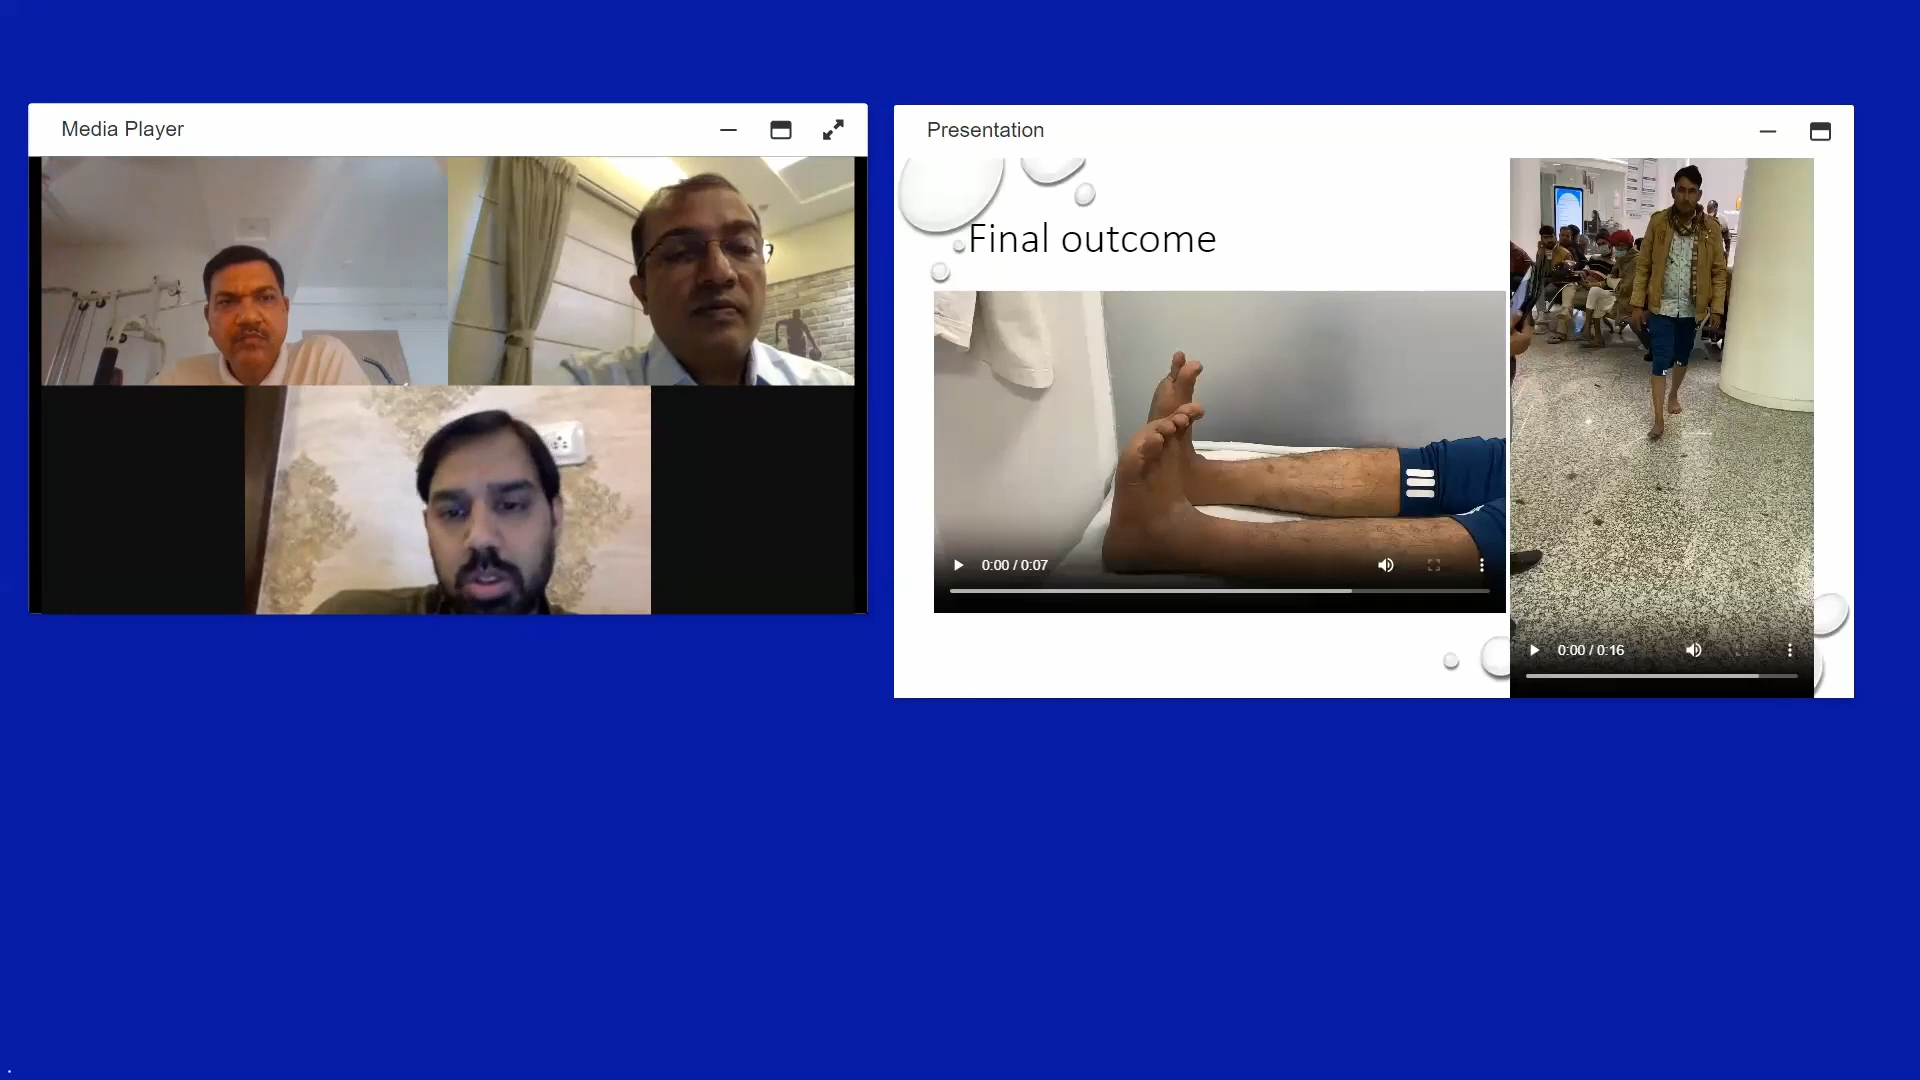 Media Player
Presentation
Final outcome
0:00 / 0:07
0:00 / 0:16